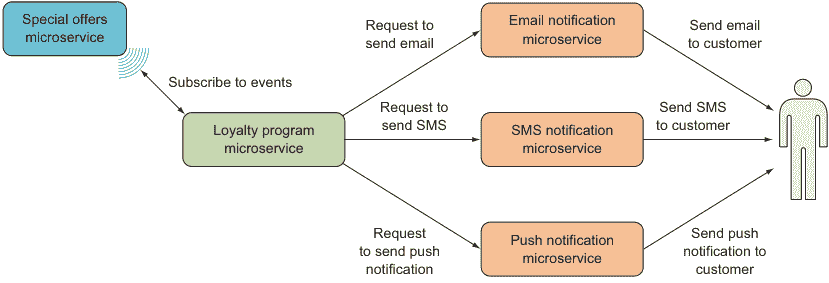 Special offers
microservice
Subscribe to events
Loyalty program
microservice
Request to
send email
Email notification
microservice
Send email
to customer
Request to
send SMS
SMS notification
microservice
Send SMS
to customer
Request
to send push
notification
Push notification
microservice
Send push
notification to
customer